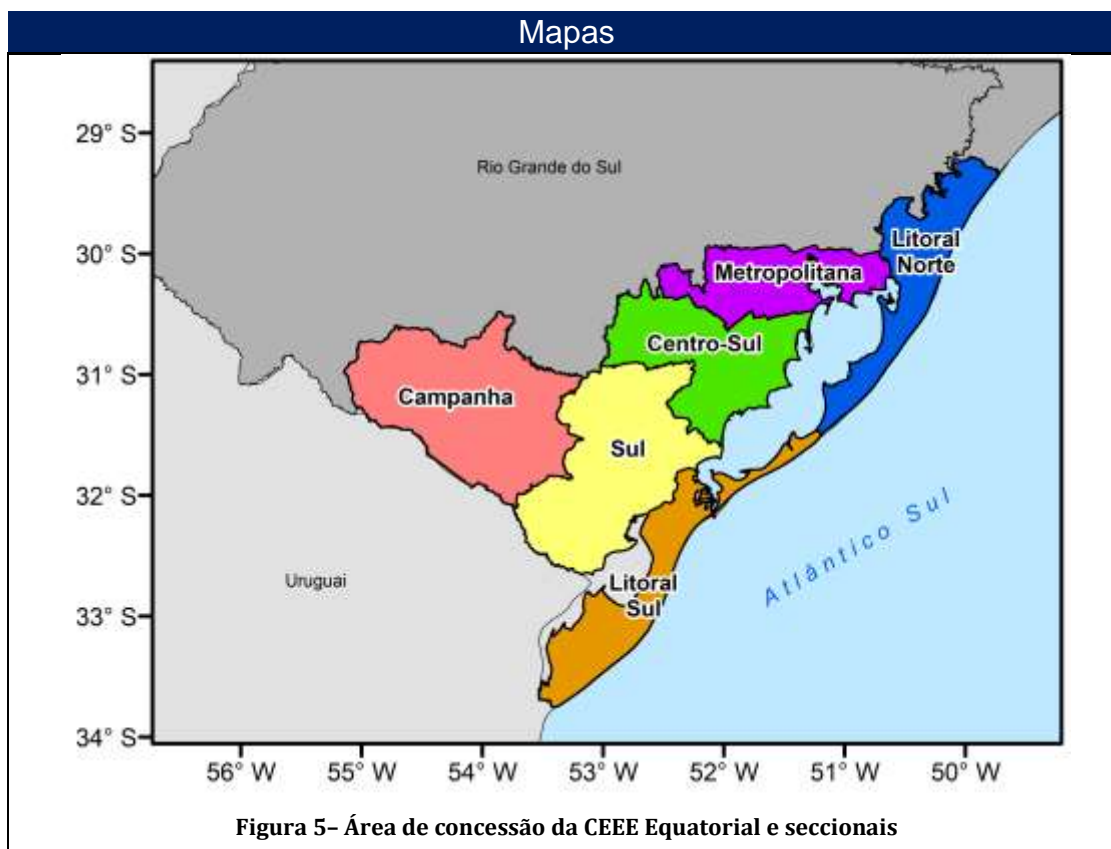 Mapas
29° S
30° S
31° S
32° S
33° S
34° S
Rio Grande do Sul
Litoral
Norte
Metropolitana
Centro-Sul
Campanha
Sul
Litoral
Sul
Uruguai
Atlântico Sul
56° W 55° W 54° W 53° W 52° W 51° W 50° W
Figura 5– Área de concessão da CEEE Equatorial e seccionais